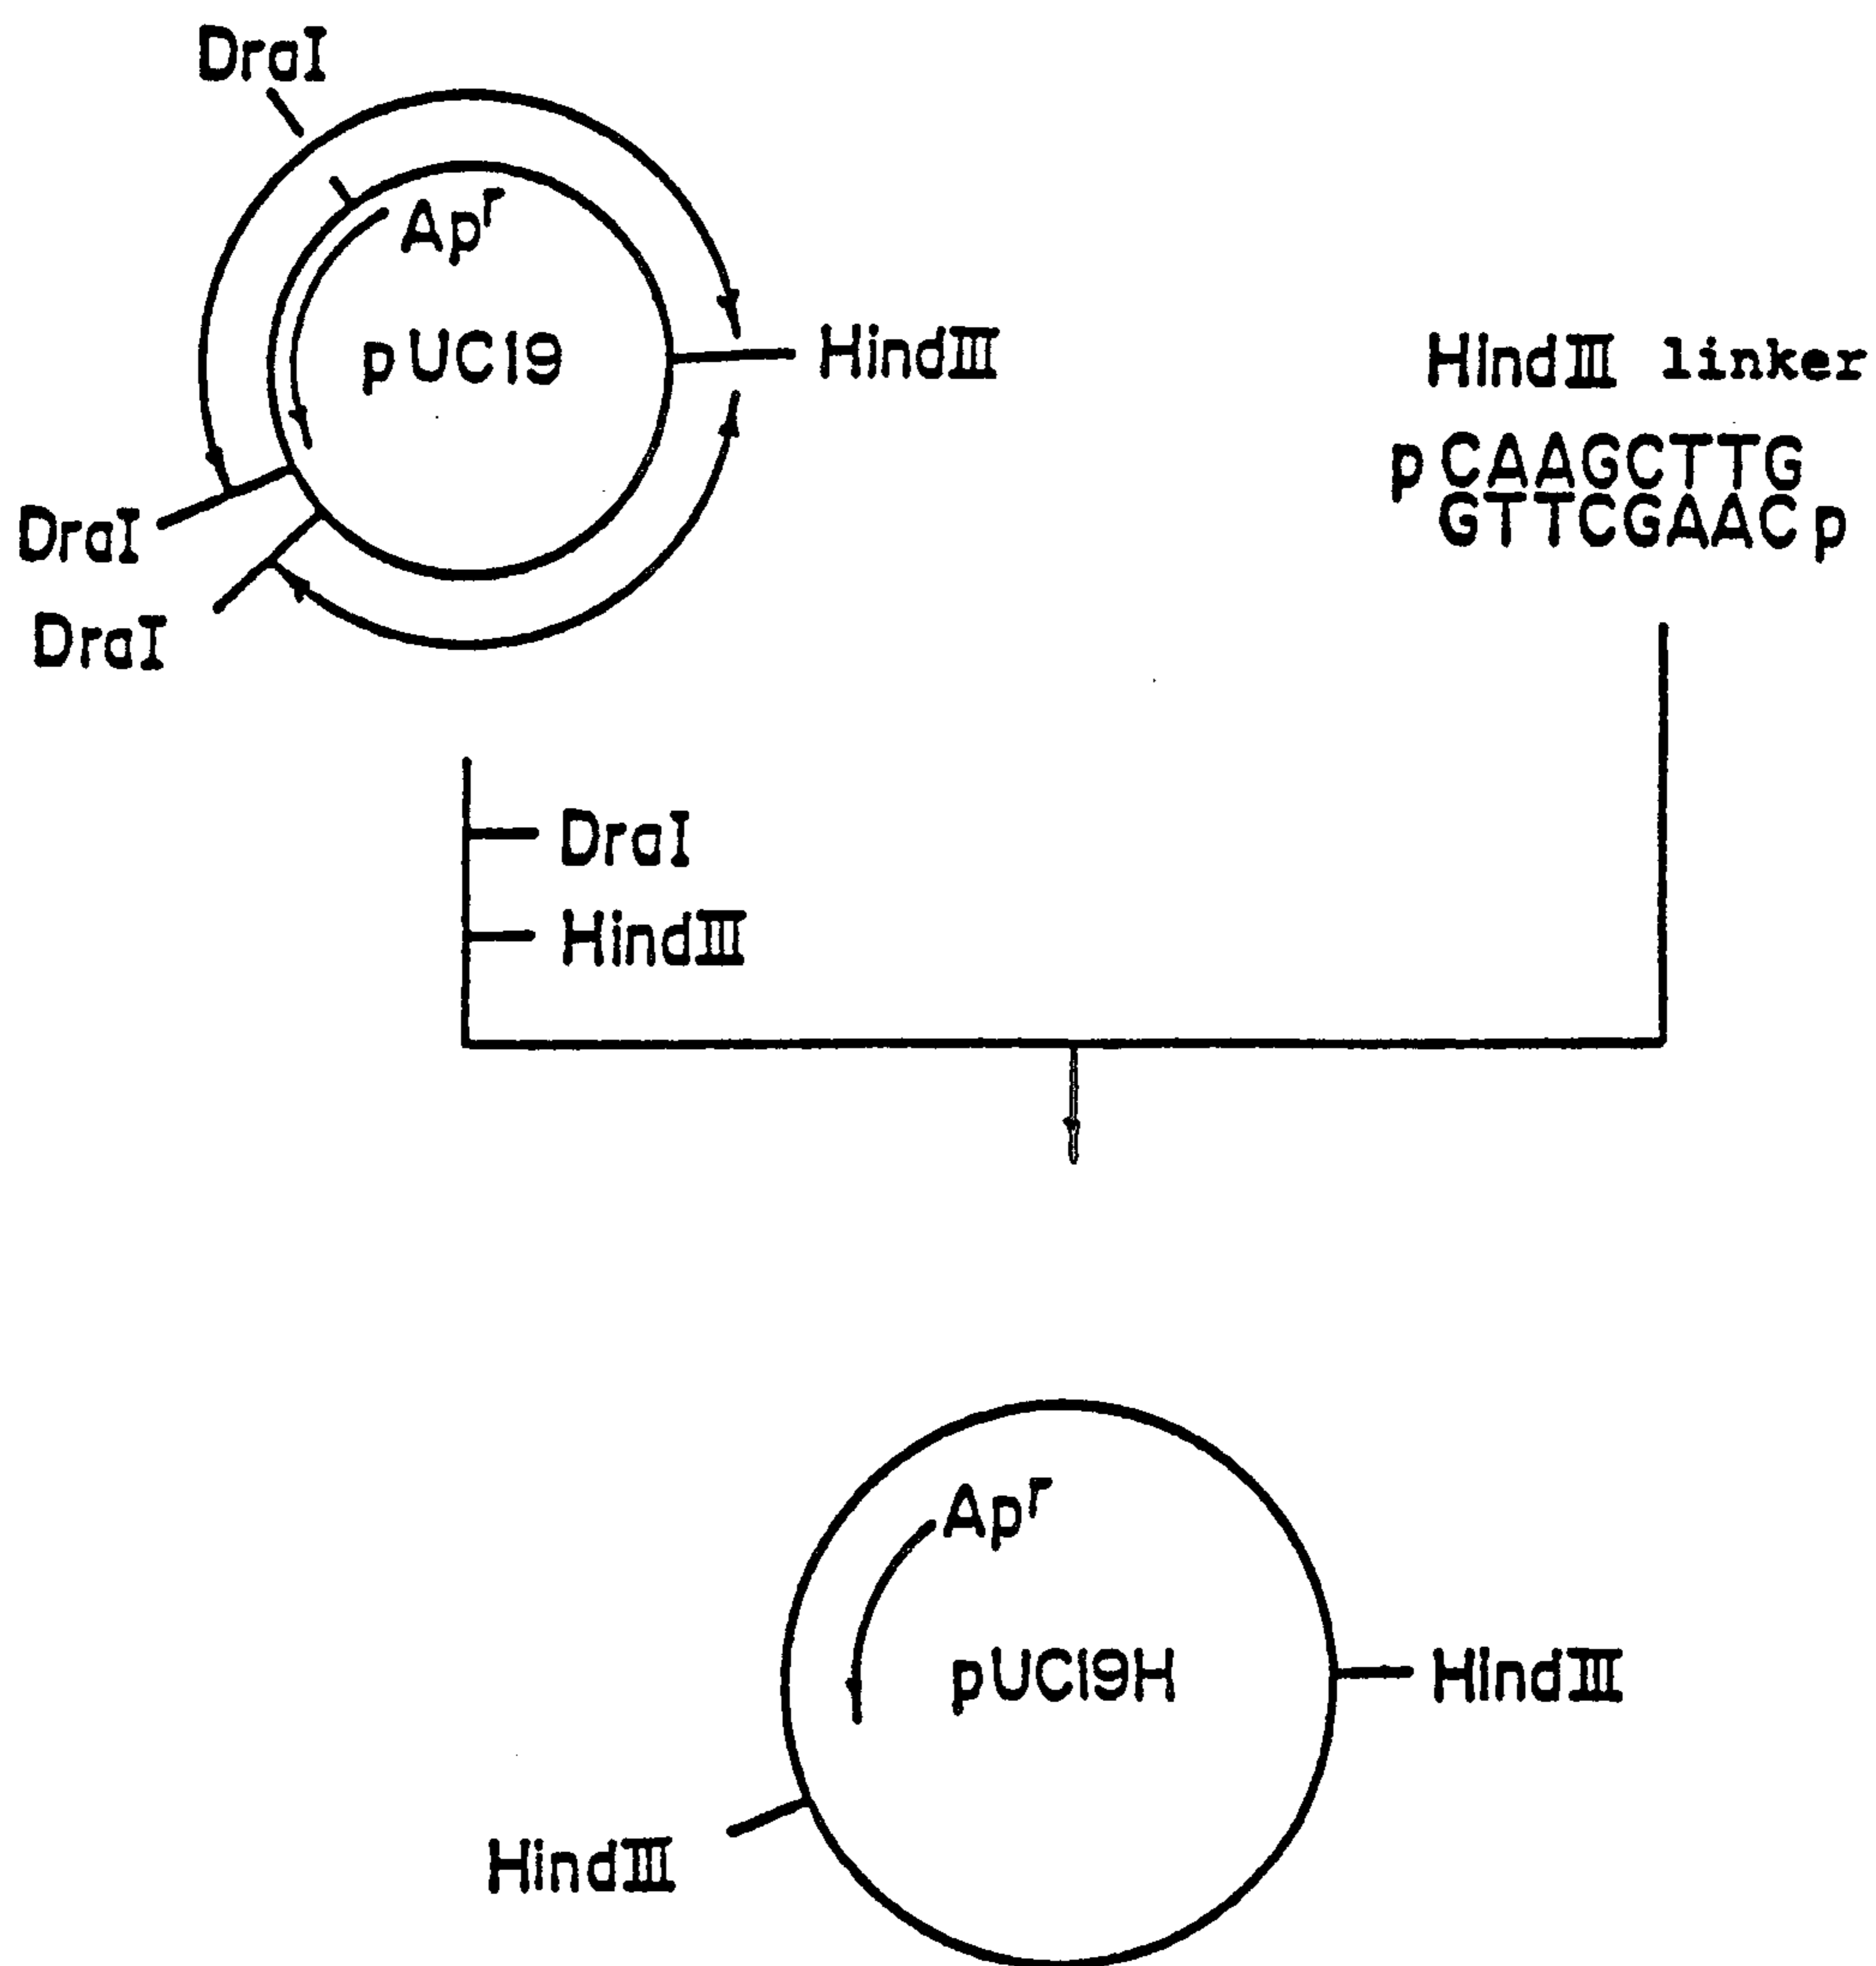 DraI
Apr
pUC19
HindIII
HindIII linker
pCAAGCTTG
GTTCGAACp
DraI
DraI
DraI
HindIII
Apr
pUC19H
HindIII
HindIII